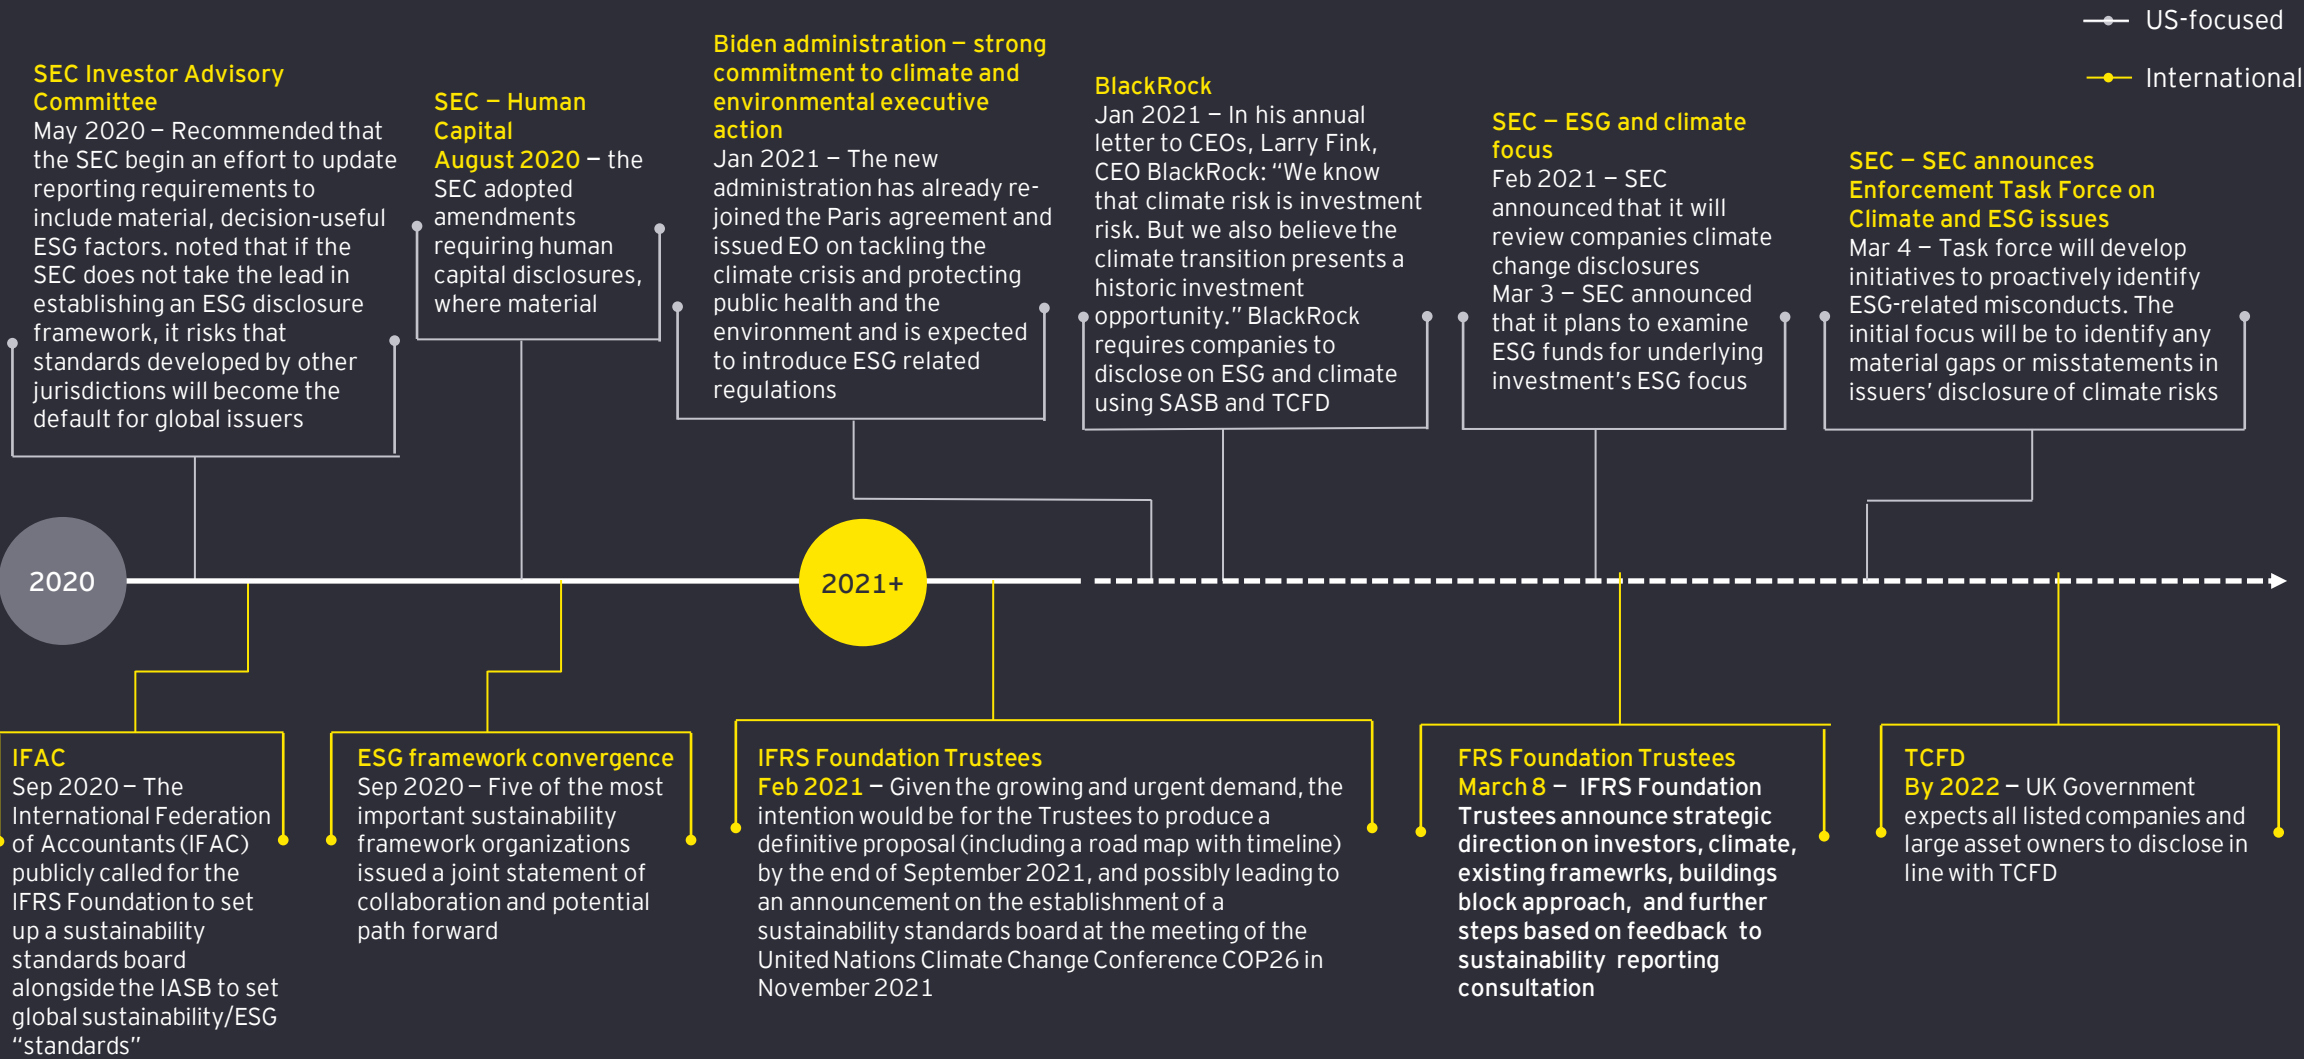 US-focused
International
SEC Investor Advisory
Committee
May 2020 – Recommended that
the SEC begin an effort to update
reporting requirements to
include material, decision-useful
ESG factors. noted that if the
SEC does not take the lead in
establishing an ESG disclosure
framework, it risks that
standards developed by other
jurisdictions will become the
default for global issuers
SEC – Human
Capital
August 2020 – the
SEC adopted
amendments
requiring human
capital disclosures,
where material
Biden administration – strong
commitment to climate and
environmental executive
action
Jan 2021 – The new
administration has already re-
joined the Paris agreement and
issued EO on tackling the
climate crisis and protecting
public health and the
environment and is expected
to introduce ESG related
regulations
BlackRock
Jan 2021 – In his annual
letter to CEOs, Larry Fink,
CEO BlackRock: “We know
that climate risk is investment
risk. But we also believe the
climate transition presents a
historic investment
opportunity.” BlackRock
requires companies to
disclose on ESG and climate
using SASB and TCFD
SEC – ESG and climate
focus
Feb 2021 – SEC
announced that it will
review companies climate
change disclosures
Mar 3 – SEC announced
that it plans to examine
ESG funds for underlying
investment’s ESG focus
SEC – SEC announces
Enforcement Task Force on
Climate and ESG issues
Mar 4 – Task force will develop
initiatives to proactively identify
ESG-related misconducts. The
initial focus will be to identify any
material gaps or misstatements in
issuers’ disclosure of climate risks
2020
2021+
IFAC
Sep 2020 – The
International Federation
of Accountants (IFAC)
publicly called for the
IFRS Foundation to set
up a sustainability
standards board
alongside the IASB to set
global sustainability/ESG
“standards”
ESG framework convergence
Sep 2020 – Five of the most
important sustainability
framework organizations
issued a joint statement of
collaboration and potential
path forward
IFRS Foundation Trustees
Feb 2021 – Given the growing and urgent demand, the
intention would be for the Trustees to produce a
definitive proposal (including a road map with timeline)
by the end of September 2021, and possibly leading to
an announcement on the establishment of a
sustainability standards board at the meeting of the
United Nations Climate Change Conference COP26 in
November 2021
FRS Foundation Trustees
March 8 – IFRS Foundation
Trustees announce strategic
direction on investors, climate,
existing framewrks, buildings
block approach, and further
steps based on feedback to
sustainability reporting
consultation
TCFD
By 2022 – UK Government
expects all listed companies and
large asset owners to disclose in
line with TCFD